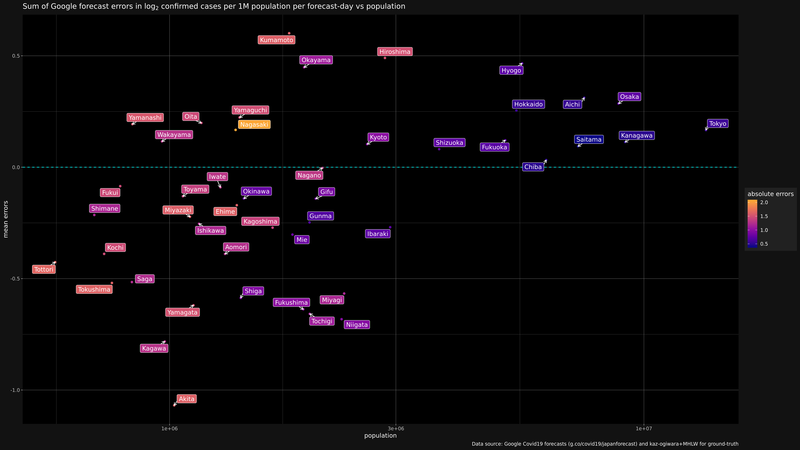 Sum of Google forecast errors in log2 confirmed cases per 1M population per forecast-day vs population
Kumamoto
Hiroshima
Okayama
0.5
Hyogo
Osaka
Hokkaido
Aichi
Yamaguchi
Yamanashi
Oita
Nagasaki
Tokyo
Wakayama
Kyoto
Kanagawa
Saitama
Shizuoka
Fukuoka
0.0
Chiba
Iwate
Nagano
Fukui
Toyama
Okinawa
Gifu
Shimane
Miyazaki
Ehime
Gunma
Kagoshima
Ishikawa
Ibaraki
Mie
Kochi
Aomori
Tottori
-0.5
Saga
Tokushima
Shiga
Fukushima
Miyagi
Yamagata
Tochigi
Niigata
Kagawa
-1.0
Akita
mean errors
absolute errors
2.0
1.5
1.0
0.5
1e+06
3e+06
1e+07
population
Data source: Google Covid19 forecasts (g.co/covid/japanforecast) and kaz-ogiwara+MHLW for ground-truth